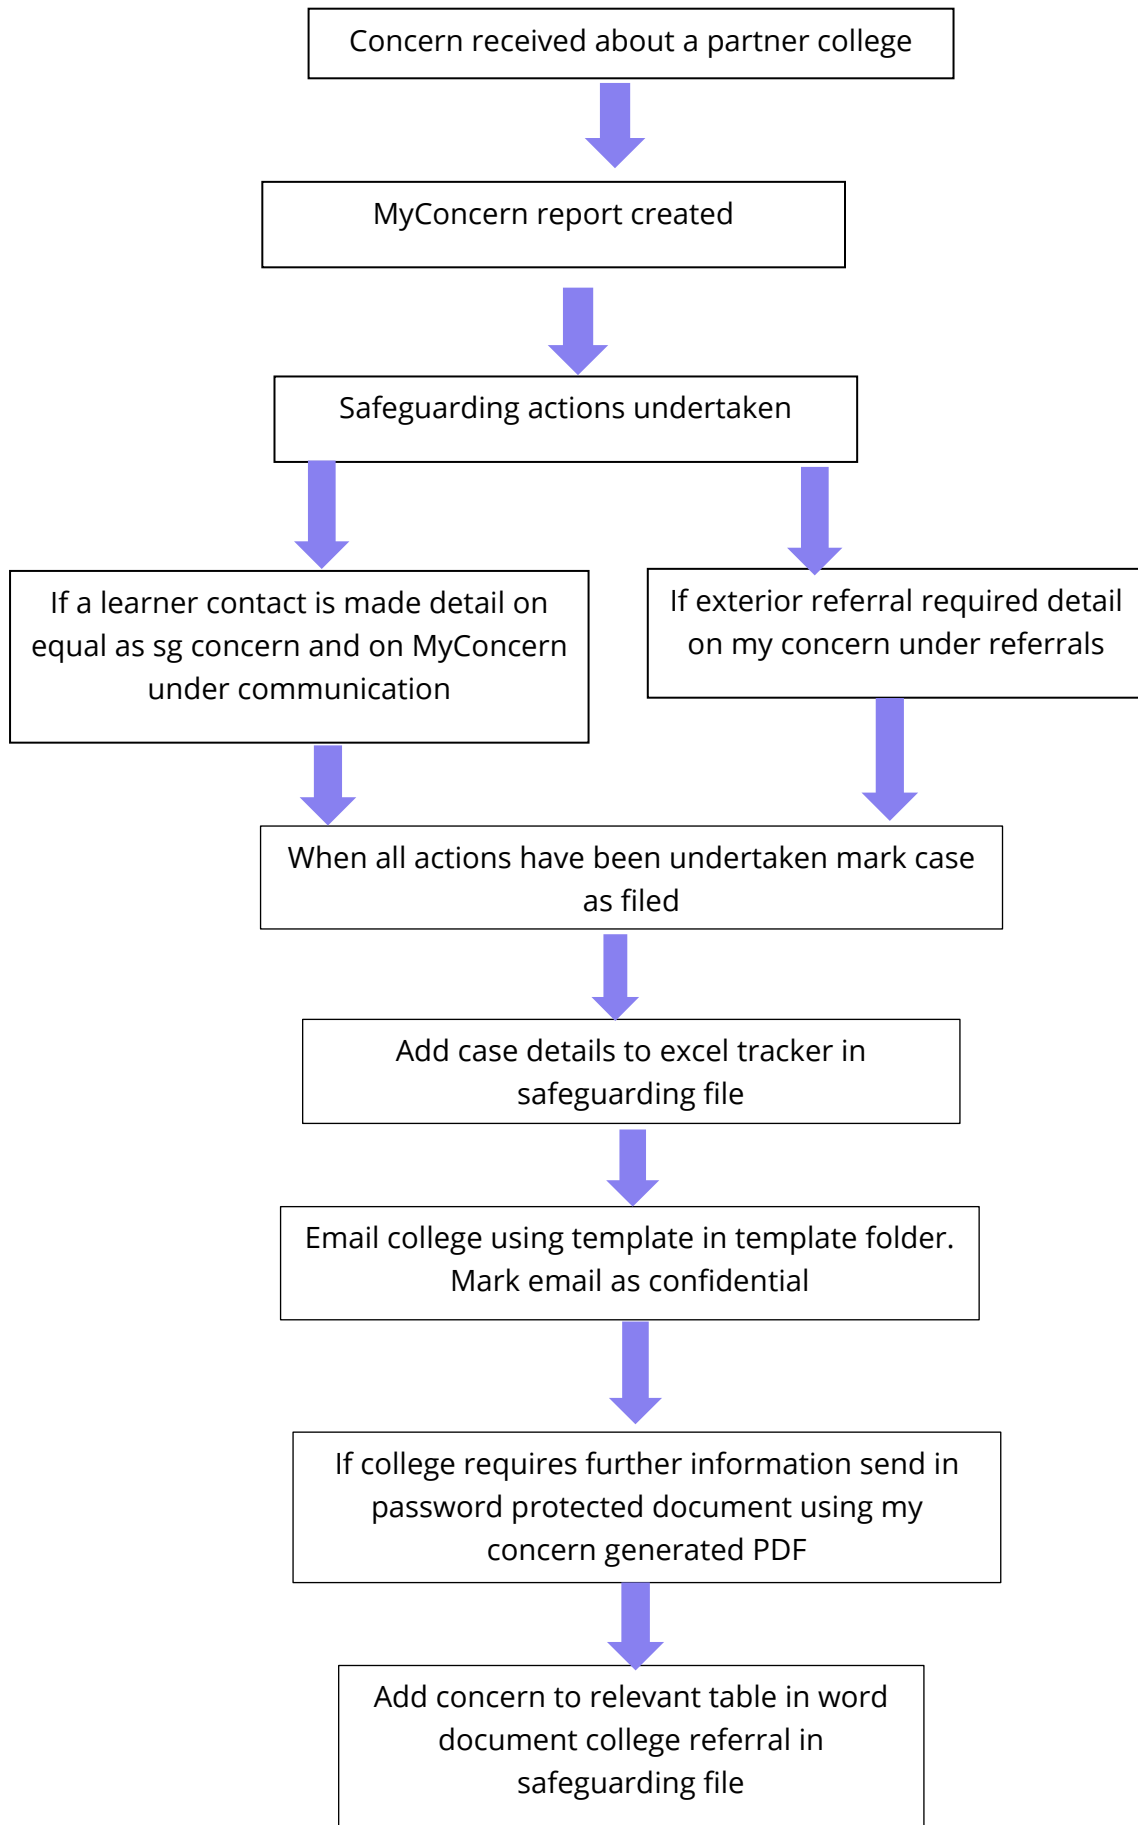 Concern received about a partner college
MyConcern report created
Safeguarding actions undertaken
If a learner contact is made detail on
equal as sg concern and on MyConcern
under communication
If exterior referral required detail
on my concern under referrals
When all actions have been undertaken mark case
as filed
Add case details to excel tracker in
safeguarding file
Email college using template in template folder.
Mark email as confidential
If college requires further information send in
password protected document using my
concern generated PDF
Add concern to relevant table in word
document college referral in
safeguarding file